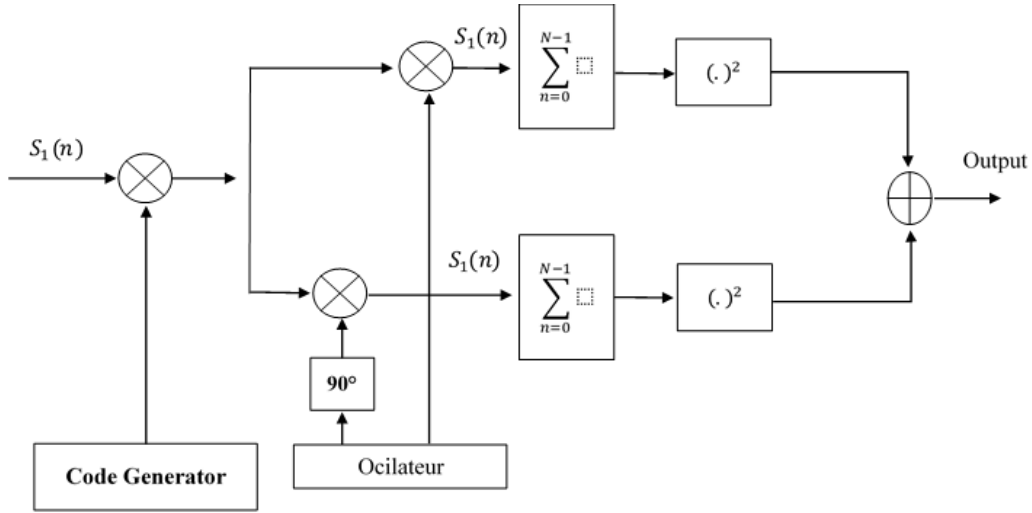 S₁(n)
N−1
∑ ⬚
n=0
(.)²
S₁(n)
Output
S₁(n)
N−1
∑ ⬚
n=0
(.)²
90°
Code Generator
Ocilateur